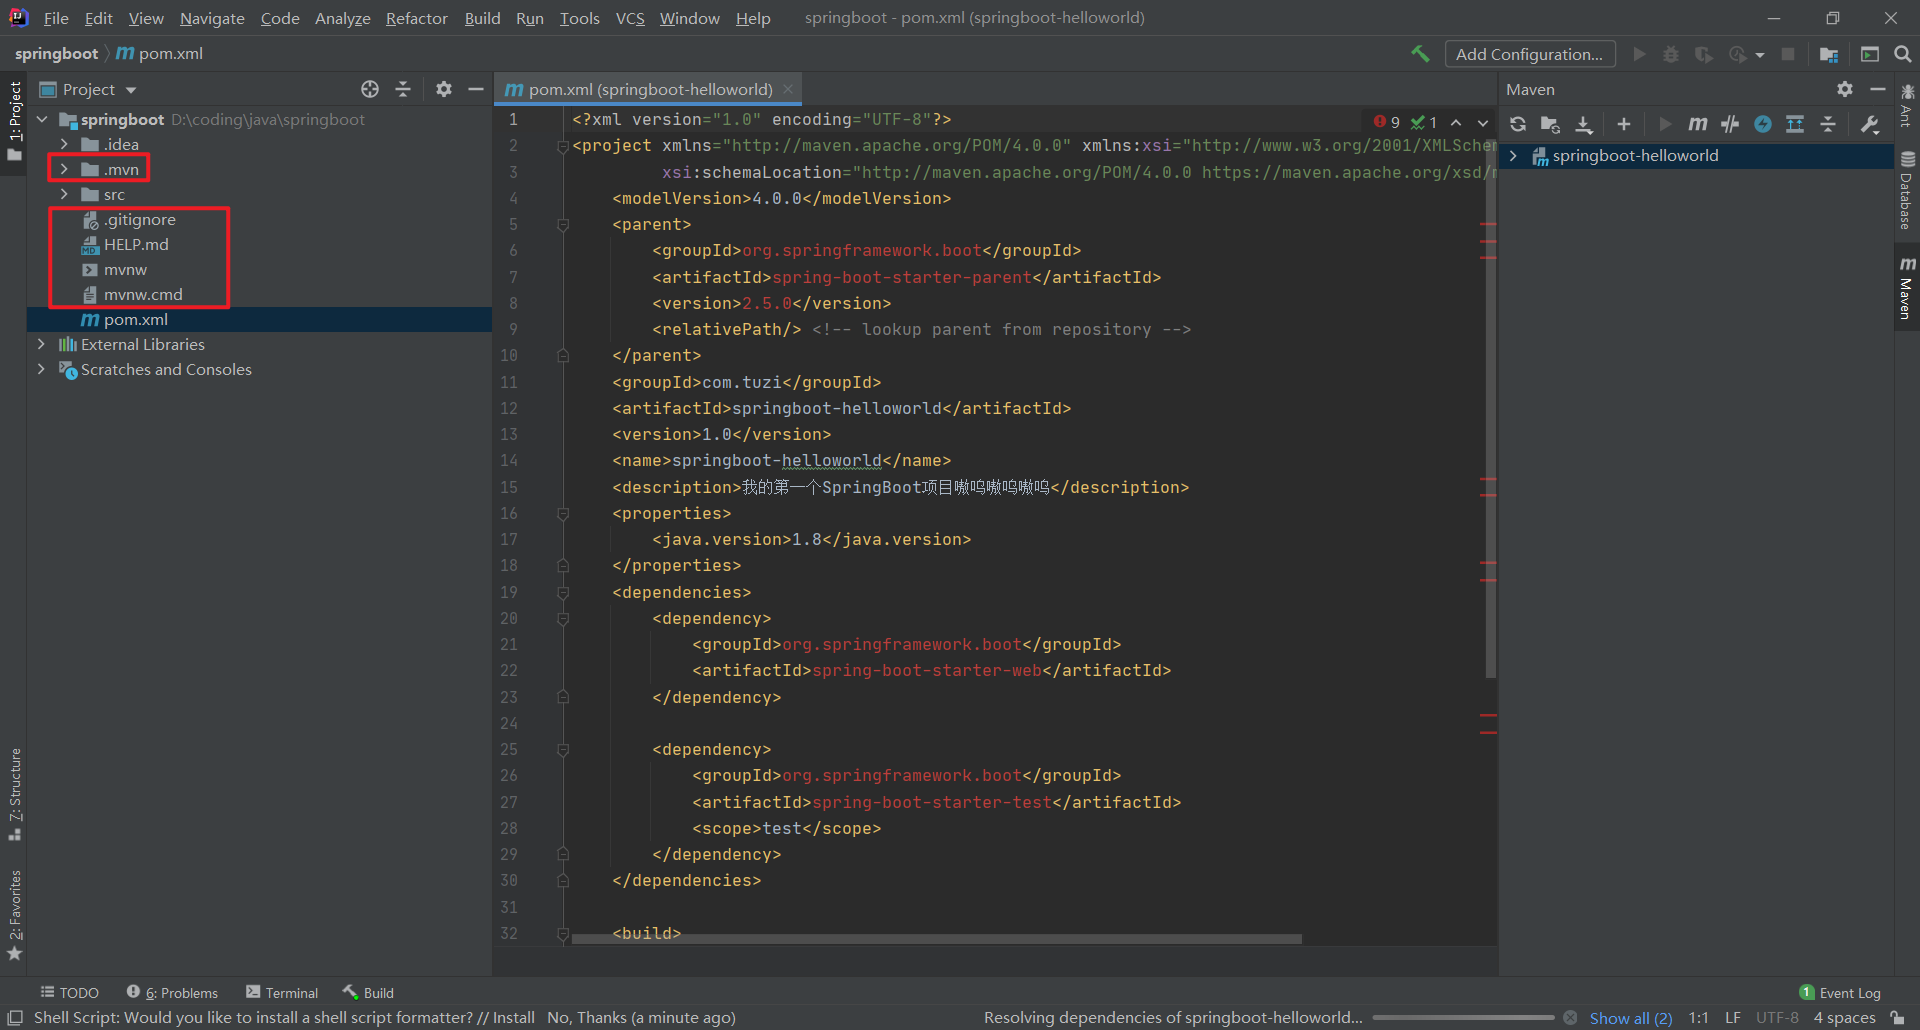 File Edit View Navigate Code Analyze Refactor Build Run Tools VCS Window Help springboot - pom.xml (springboot-helloworld)
springboot pom.xml Add Configuration...
1: Project
Project
springboot D:\coding\java\springboot
.idea
.mvn
src
.gitignore
HELP.md
mvnw
mvnw.cmd
pom.xml
External Libraries
Scratches and Consoles
7: Structure
2: Favorites
pom.xml (springboot-helloworld)
9 1
1 <?xml version="1.0" encoding="UTF-8"?>
2 <project xmlns="http://maven.apache.org/POM/4.0.0" xmlns:xsi="http://www.w3.org/2001/XMLSchem
3 xsi:schemaLocation="http://maven.apache.org/POM/4.0.0 https://maven.apache.org/xsd/m
4 <modelVersion>4.0.0</modelVersion>
5 <parent>
6 <groupId>org.springframework.boot</groupId>
7 <artifactId>spring-boot-starter-parent</artifactId>
8 <version>2.5.0</version>
9 <relativePath/> <!-- lookup parent from repository -->
10 </parent>
11 <groupId>com.tuzi</groupId>
12 <artifactId>springboot-helloworld</artifactId>
13 <version>1.0</version>
14 <name>springboot-helloworld</name>
15 <description>我的第一个SpringBoot项目嗷呜嗷呜嗷呜</description>
16 <properties>
17 <java.version>1.8</java.version>
18 </properties>
19 <dependencies>
20 <dependency>
21 <groupId>org.springframework.boot</groupId>
22 <artifactId>spring-boot-starter-web</artifactId>
23 </dependency>
24
25 <dependency>
26 <groupId>org.springframework.boot</groupId>
27 <artifactId>spring-boot-starter-test</artifactId>
28 <scope>test</scope>
29 </dependency>
30 </dependencies>
31
32 <build>
Maven
springboot-helloworld
Ant
Database
Maven
TODO 6: Problems Terminal Build 1 Event Log
Shell Script: Would you like to install a shell script formatter? // Install No, Thanks (a minute ago) Resolving dependencies of springboot-helloworld... Show all (2) 1:1 LF UTF-8 4 spaces